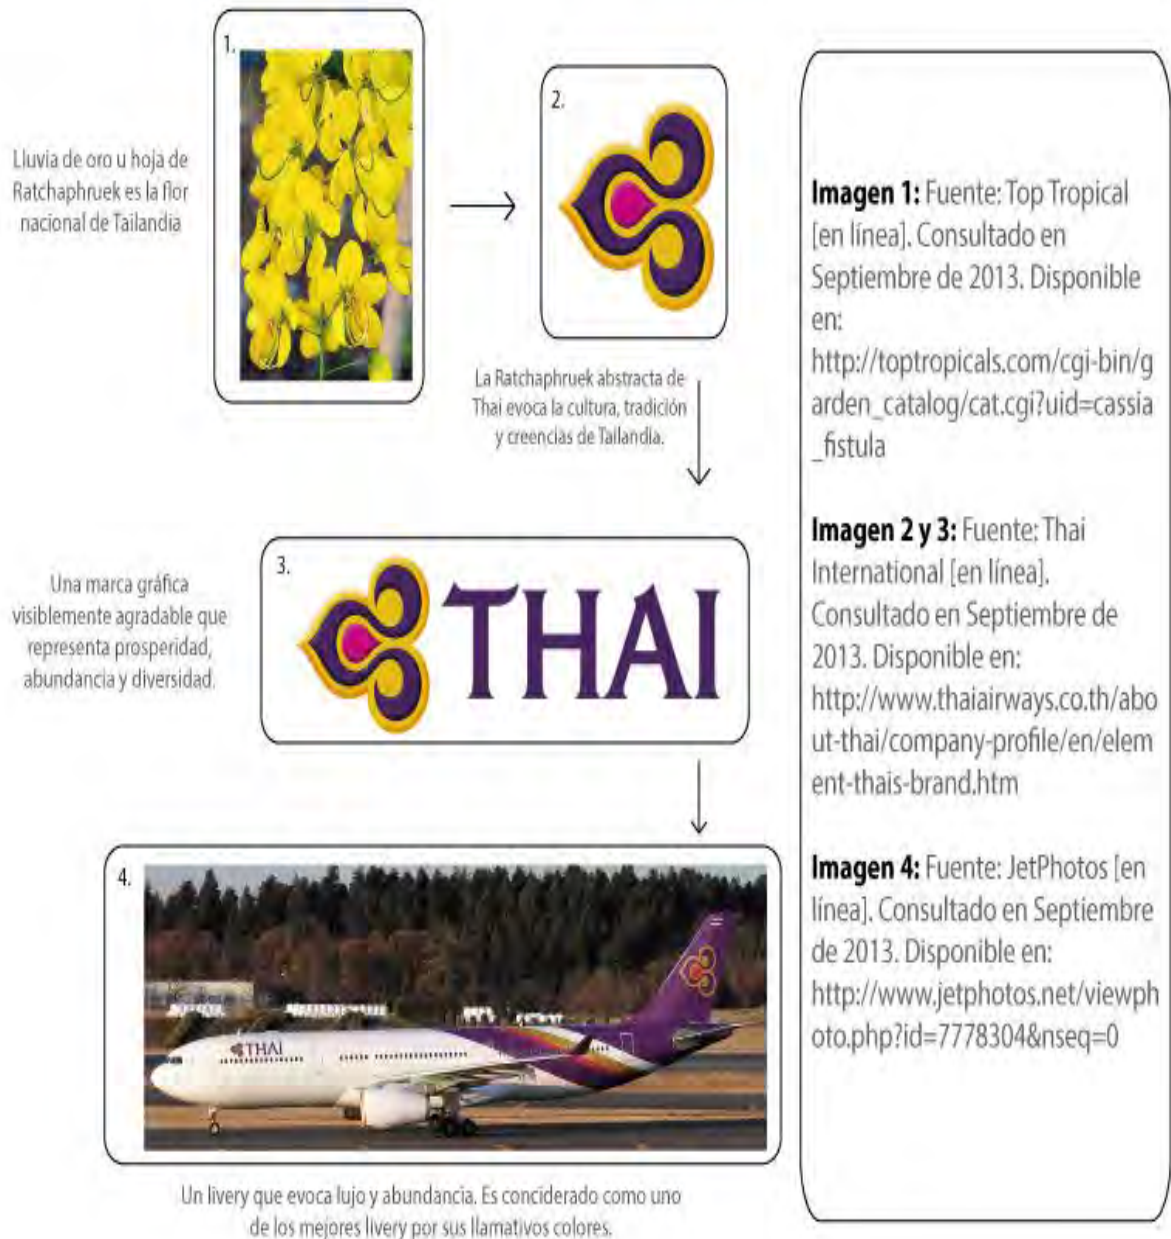 1.
Lluvia de oro u hoja de
Ratchaphruek es la flor
nacional de Tailandia
2.
La Ratchaphruek abstracta de
Thai evoca la cultura, tradición
y creencias de Tailandia.
3.
THAI
Una marca gráfica
visiblemente agradable que
representa prosperidad,
abundancia y diversidad.
4.
THAI
Un livery que evoca lujo y abundancia. Es conciderado como uno
de los mejores livery por sus llamativos colores.
Imagen 1: Fuente: Top Tropical
[en línea]. Consultado en
Septiembre de 2013. Disponible
en:
http://toptropicals.com/cgi-bin/g
arden_catalog/cat.cgi?uid=cassia
_fistula
Imagen 2 y 3: Fuente: Thai
International [en línea].
Consultado en Septiembre de
2013. Disponible en:
http://www.thaiairways.co.th/abo
ut-thai/company-profile/en/elem
ent-thais-brand.htm
Imagen 4: Fuente: JetPhotos [en
línea]. Consultado en Septiembre
de 2013. Disponible en:
http://www.jetphotos.net/viewph
oto.php?id=7778304&nseq=0